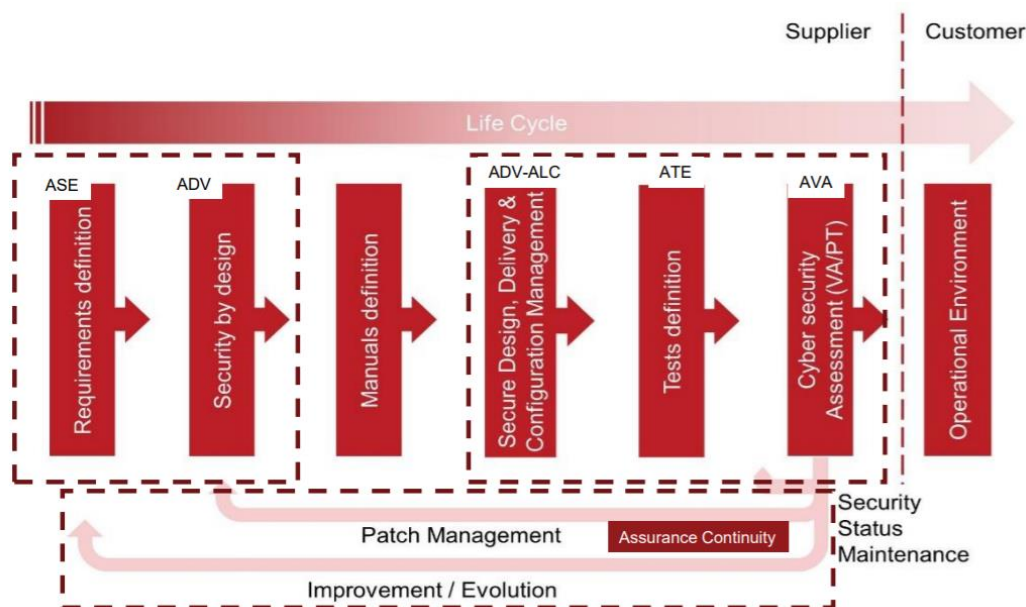 Supplier
Customer
Life Cycle
ASE
ADV
ADV-ALC
ATE
AVA
Requirements definition
Security by design
Manuals definition
Secure Design, Delivery &
Configuration Management
Tests definition
Cyber security
Assessment (VA/PT)
Operational Environment
Patch Management
Assurance Continuity
Security
Status
Maintenance
Improvement / Evolution